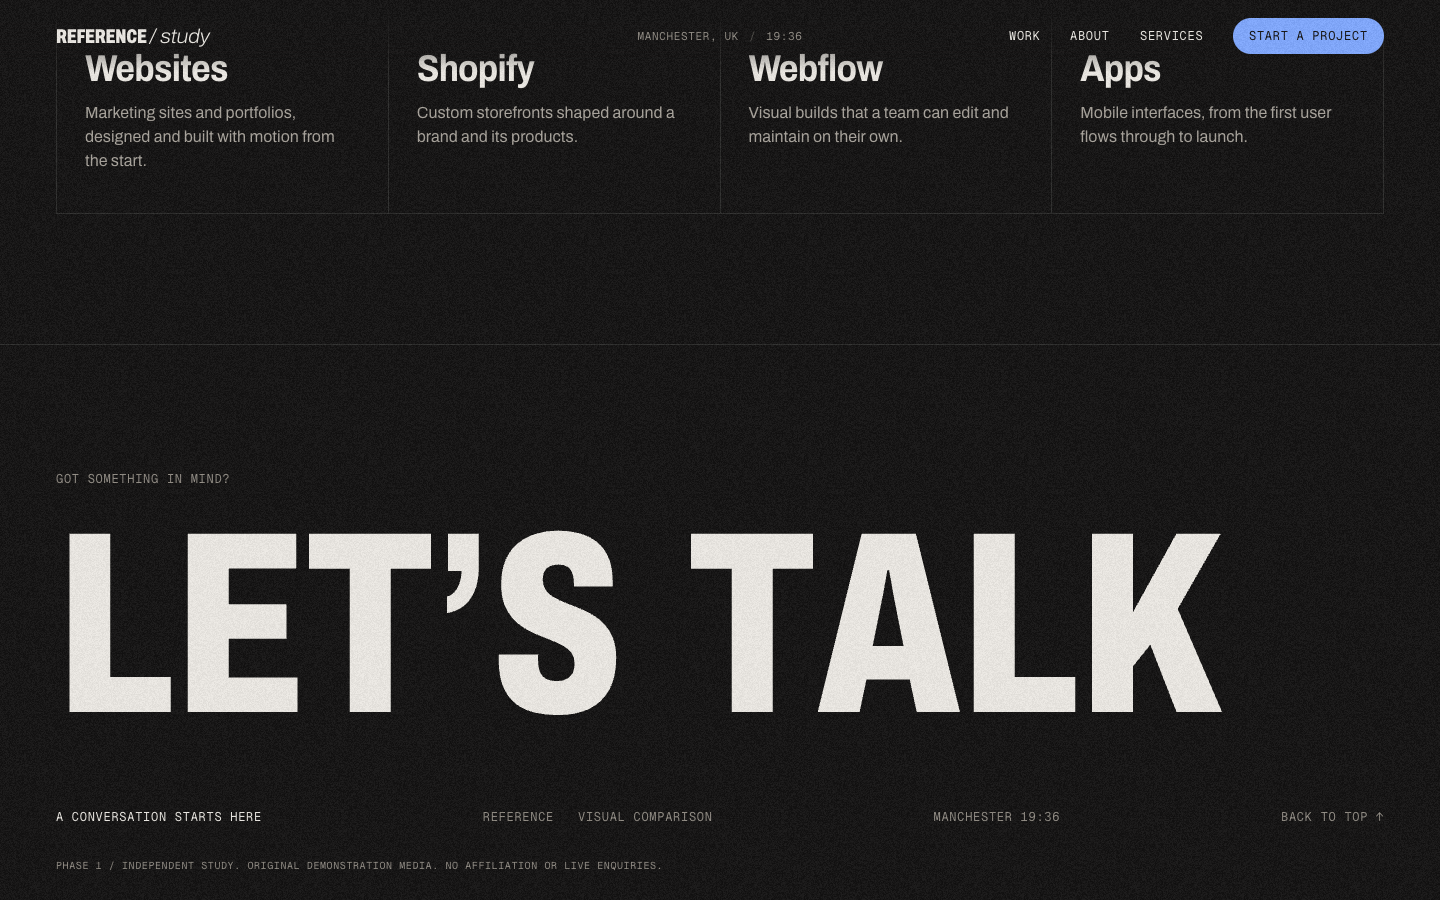 REFERENCE / study
MANCHESTER, UK / 19:36
WORK
ABOUT
SERVICES
START A PROJECT
Websites
Marketing sites and portfolios,
designed and built with motion from
the start.
Shopify
Custom storefronts shaped around a
brand and its products.
Webflow
Visual builds that a team can edit and
maintain on their own.
Apps
Mobile interfaces, from the first user
flows through to launch.
GOT SOMETHING IN MIND?
LET’S TALK
A CONVERSATION STARTS HERE
REFERENCE
VISUAL COMPARISON
MANCHESTER 19:36
BACK TO TOP ↑
PHASE 1 / INDEPENDENT STUDY. ORIGINAL DEMONSTRATION MEDIA. NO AFFILIATION OR LIVE ENQUIRIES.